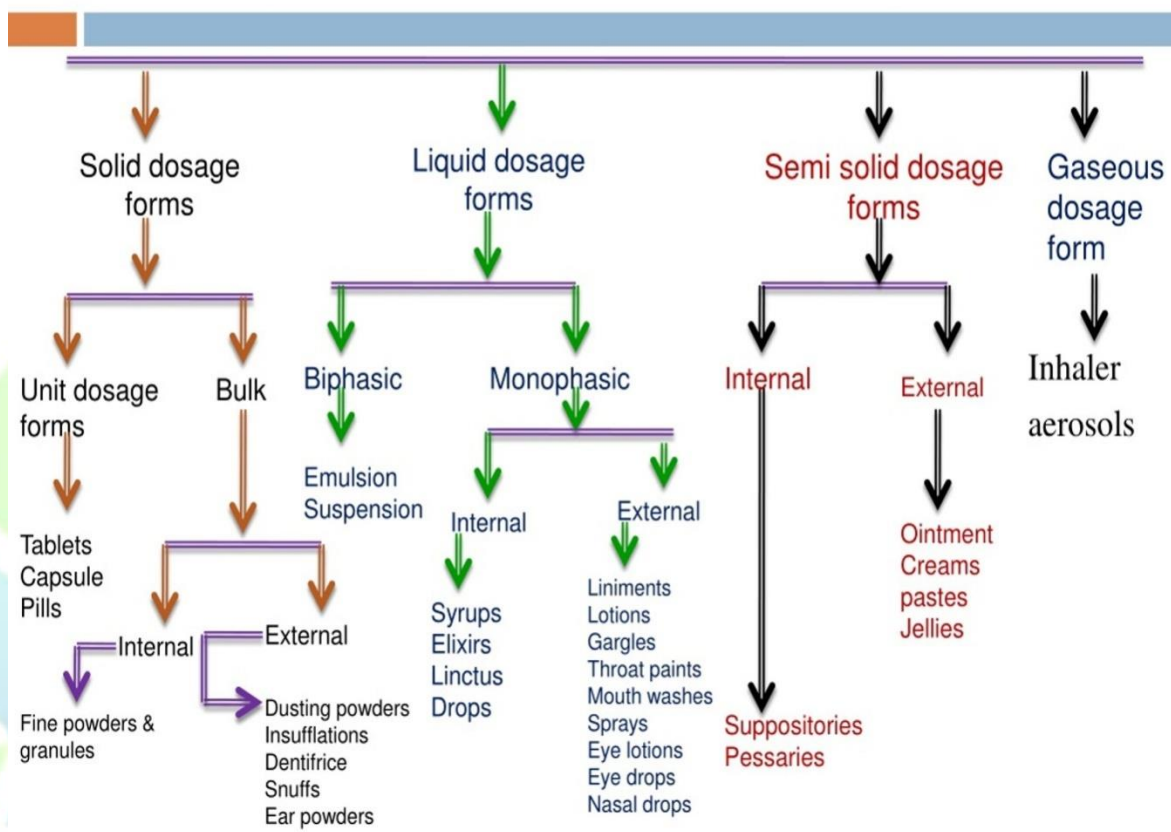 Solid dosage
forms
Liquid dosage
forms
Semi solid dosage
forms
Gaseous
dosage
form
Unit dosage
forms
Bulk
Biphasic
Monophasic
Internal
External
Inhaler
aerosols
Tablets
Capsule
Pills
Internal
External
Fine powders &
granules
Dusting powders
Insufflations
Dentifrice
Snuffs
Ear powders
Emulsion
Suspension
Internal
External
Syrups
Elixirs
Linctus
Drops
Liniments
Lotions
Gargles
Throat paints
Mouth washes
Sprays
Eye lotions
Eye drops
Nasal drops
Suppositories
Pessaries
Ointment
Creams
pastes
Jellies